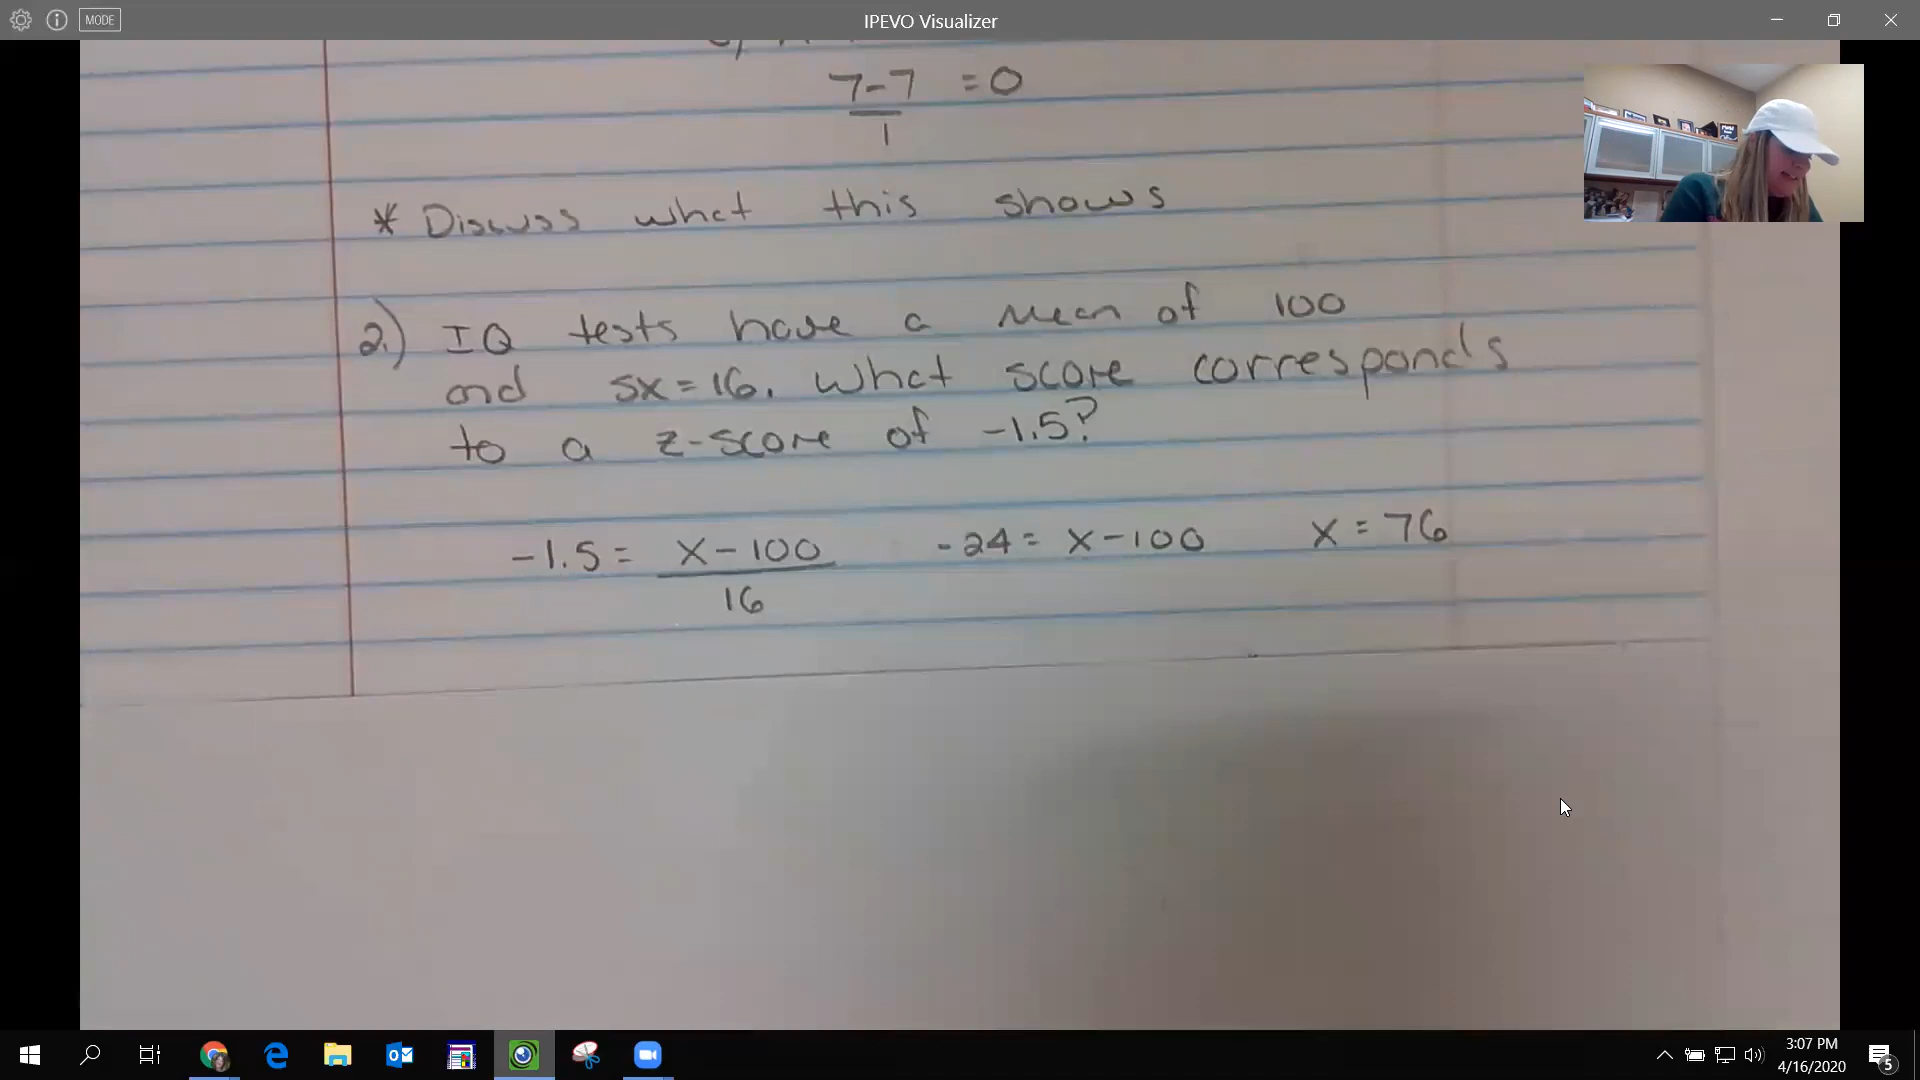 MODE
IPEVO Visualizer
7-7 = 0
1
* Discuss what this shows
2.) IQ tests have a mean of 100
and sx=16. What score corresponds
to a z-score of -1.5?
-1.5 = x-100 -24 = x-100 x = 76
16
3:07 PM
4/16/2020
5